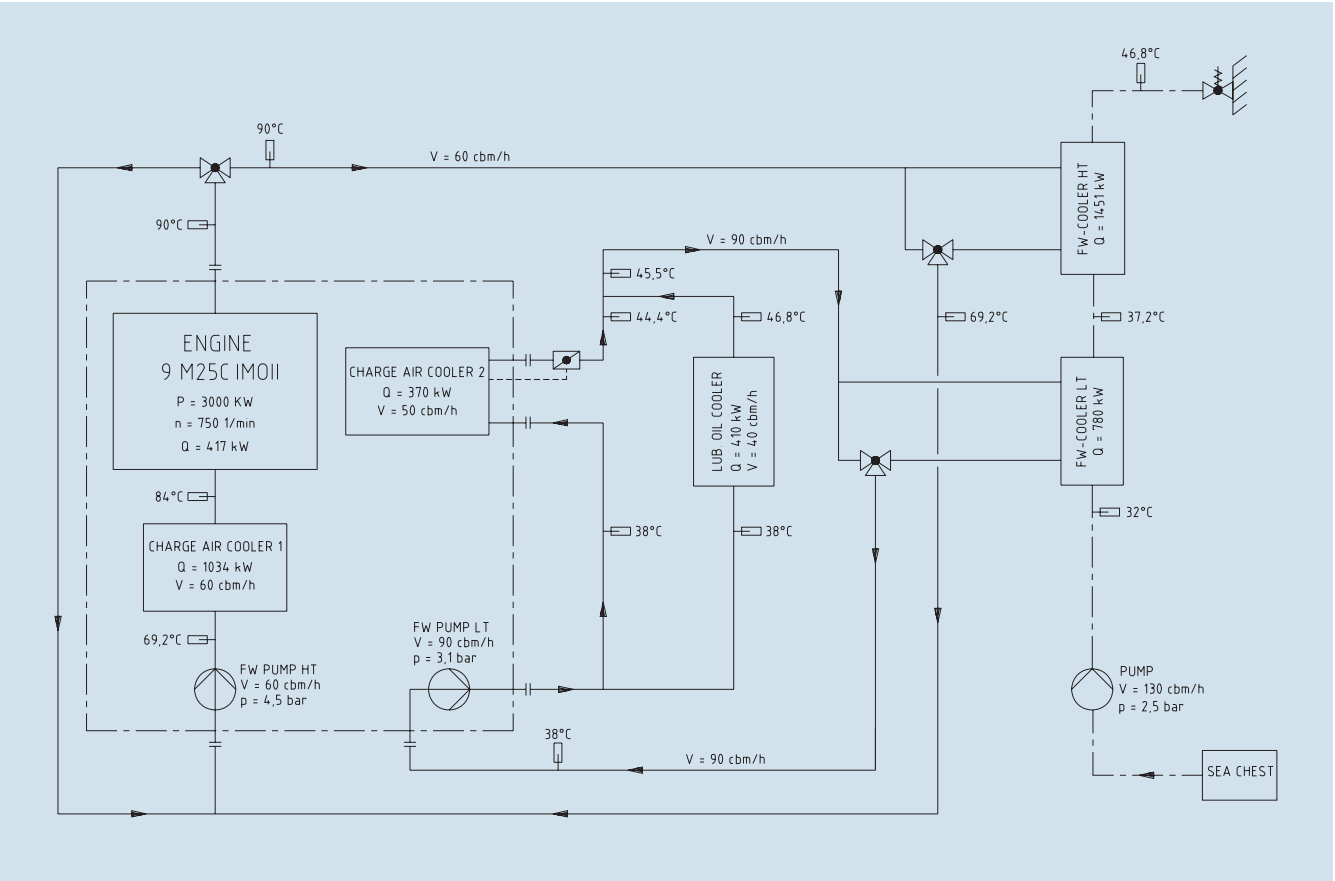 46,8°C
90°C
V = 60 cbm/h
FW-COOLER HT
Q = 1451 kW
90°C
V = 90 cbm/h
45,5°C
44,4°C
46,8°C
69,2°C
37,2°C
ENGINE
9 M25C IMOII
P = 3000 KW
n = 750 1/min
Q = 417 kW
CHARGE AIR COOLER 2
Q = 370 kW
V = 50 cbm/h
LUB. OIL COOLER
Q = 410 kW
V = 40 cbm/h
FW-COOLER LT
Q = 780 kW
84°C
32°C
38°C
38°C
CHARGE AIR COOLER 1
Q = 1034 kW
V = 60 cbm/h
69,2°C
FW PUMP LT
V = 90 cbm/h
p = 3,1 bar
FW PUMP HT
V = 60 cbm/h
p = 4,5 bar
PUMP
V = 130 cbm/h
p = 2,5 bar
38°C
V = 90 cbm/h
SEA CHEST